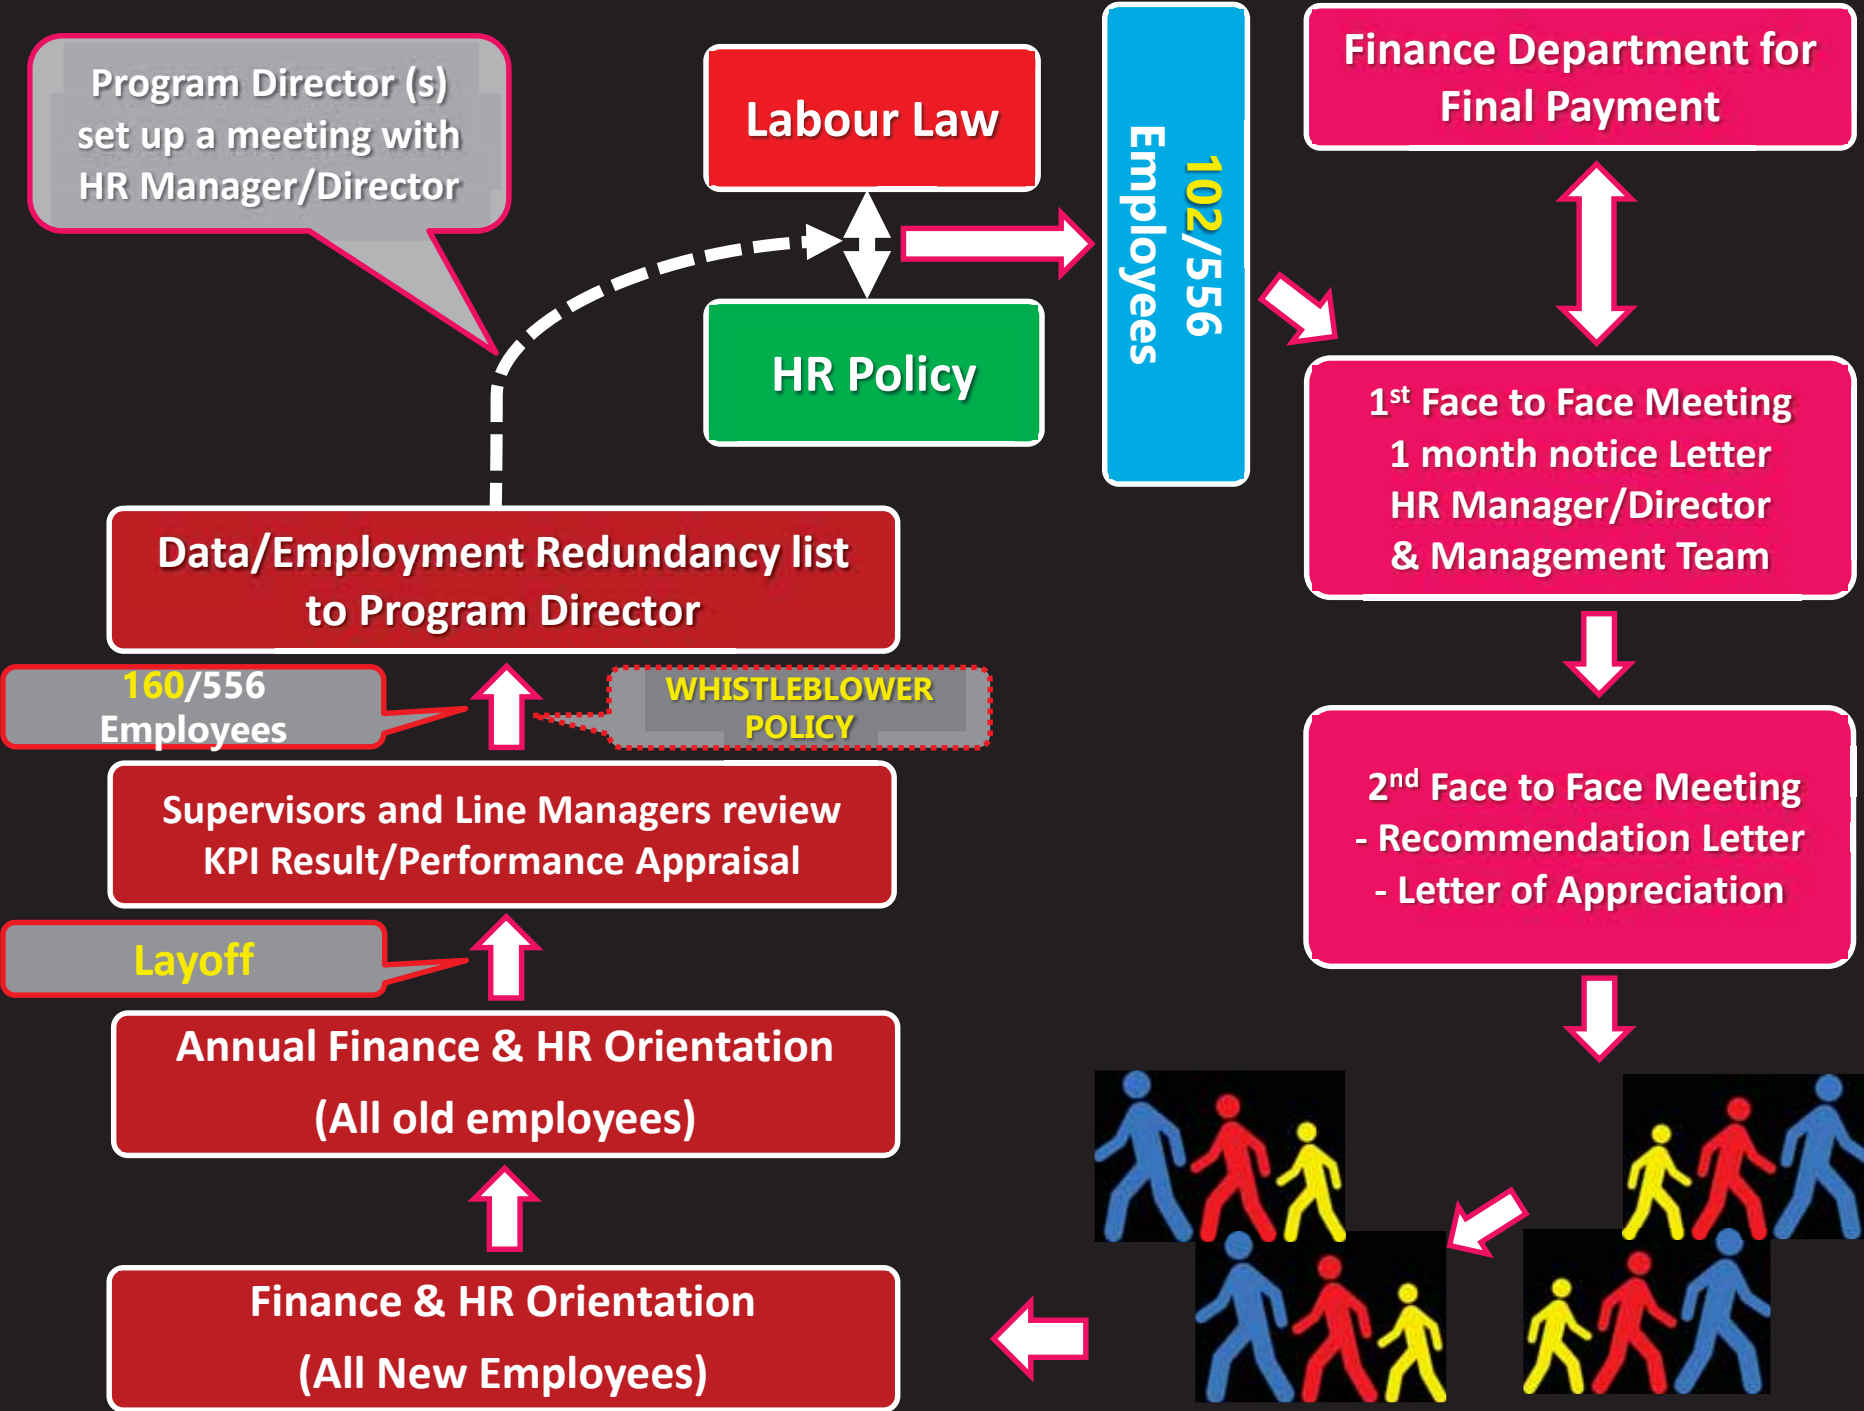 Program Director (s)
set up a meeting with
HR Manager/Director
Labour Law
HR Policy
102/556
Employees
Finance Department for
Final Payment
1st Face to Face Meeting
1 month notice Letter
HR Manager/Director
& Management Team
2nd Face to Face Meeting
- Recommendation Letter
- Letter of Appreciation
Data/Employment Redundancy list
to Program Director
160/556
Employees
WHISTLEBLOWER
POLICY
Supervisors and Line Managers review
KPI Result/Performance Appraisal
Layoff
Annual Finance & HR Orientation
(All old employees)
Finance & HR Orientation
(All New Employees)